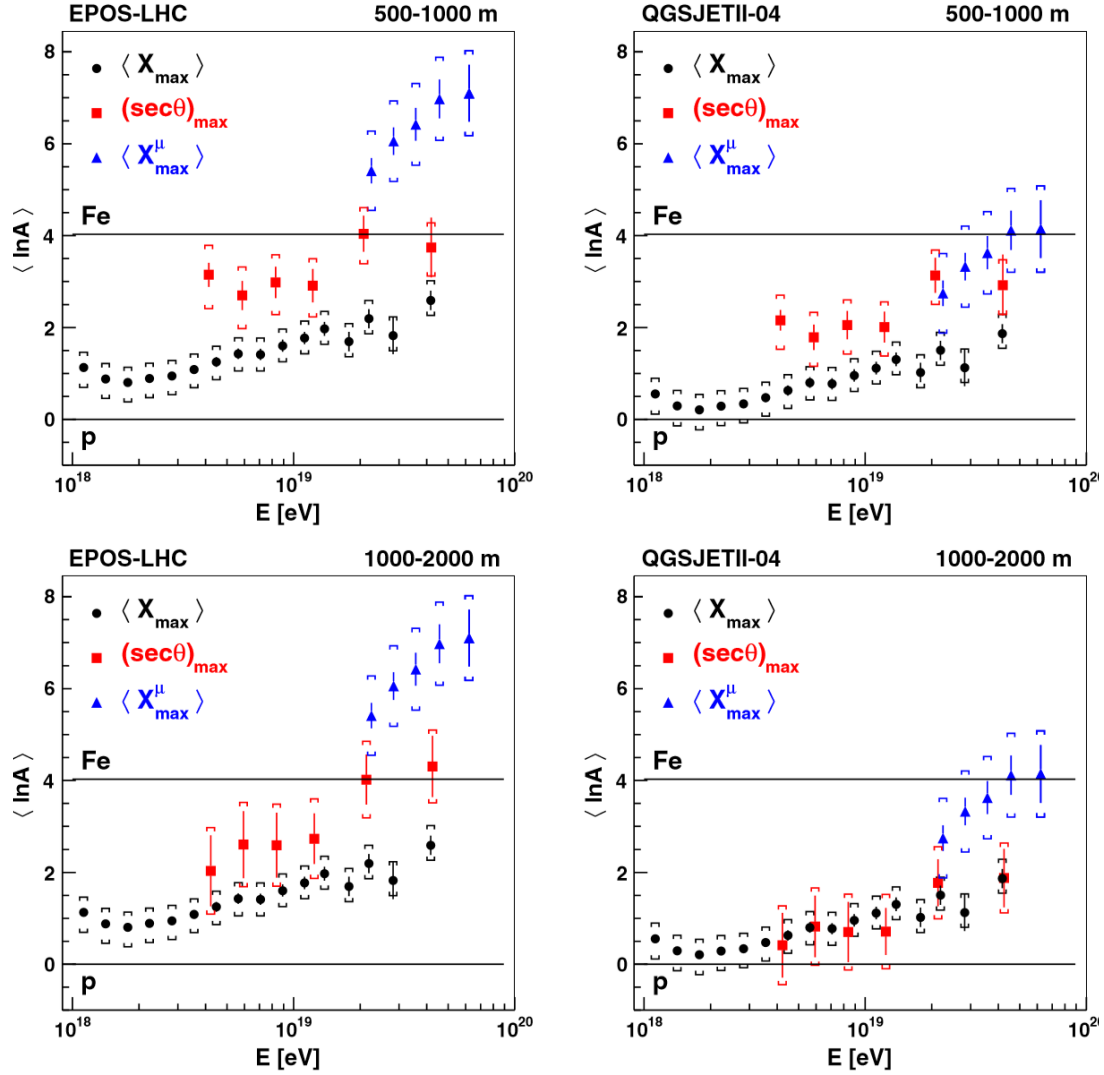 EPOS-LHC 500-1000 m
8
6
4
2
0
⟨ lnA ⟩
⟨ X_max ⟩
(secθ)_max
⟨ X^μ_max ⟩
Fe
p
10^18 10^19 10^20
E [eV]
QGSJETII-04 500-1000 m
8
6
4
2
0
⟨ lnA ⟩
⟨ X_max ⟩
(secθ)_max
⟨ X^μ_max ⟩
Fe
p
10^18 10^19 10^20
E [eV]
EPOS-LHC 1000-2000 m
8
6
4
2
0
⟨ lnA ⟩
⟨ X_max ⟩
(secθ)_max
⟨ X^μ_max ⟩
Fe
p
10^18 10^19 10^20
E [eV]
QGSJETII-04 1000-2000 m
8
6
4
2
0
⟨ lnA ⟩
⟨ X_max ⟩
(secθ)_max
⟨ X^μ_max ⟩
Fe
p
10^18 10^19 10^20
E [eV]